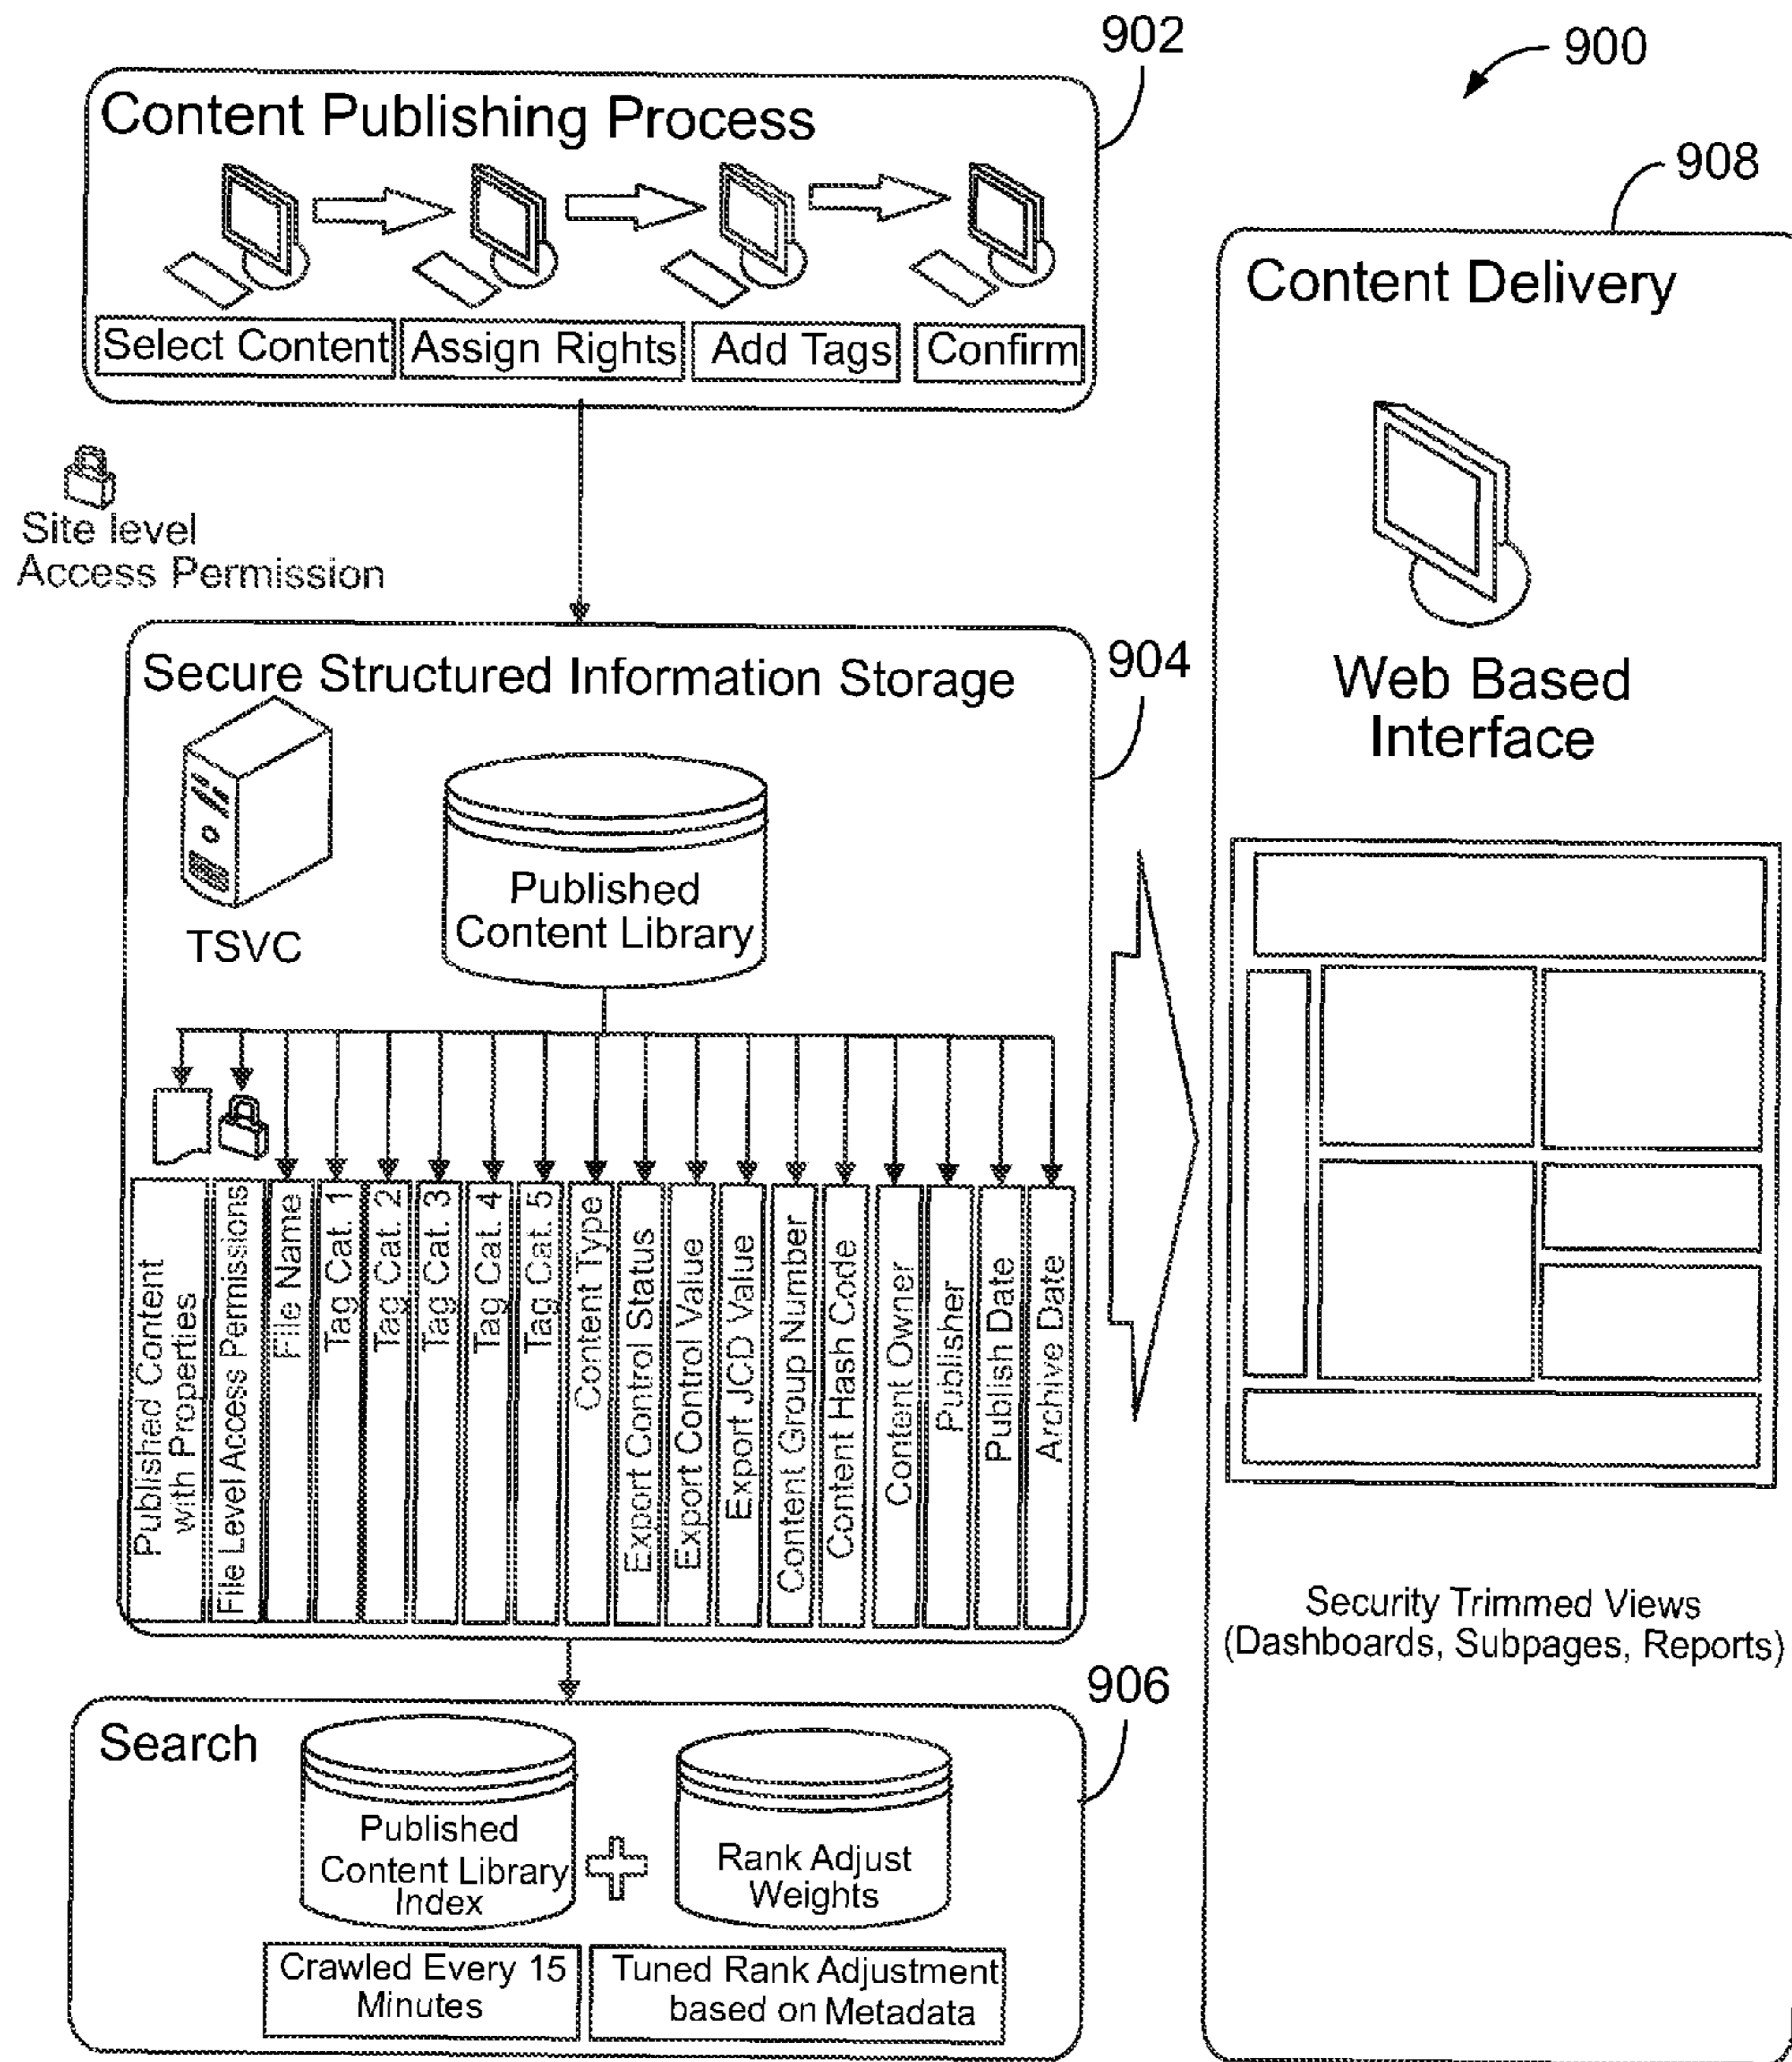 902
900
Content Publishing Process
908
Select Content
Assign Rights
Add Tags
Confirm
Content Delivery
Site level
Access Permission
Web Based
Interface
Secure Structured Information Storage
904
TSVC
Published
Content Library
Published Content
with Properties
File Level Access Permissions
File Name
Tag Cat. 1
Tag Cat. 2
Tag Cat. 3
Tag Cat. 4
Tag Cat. 5
Content Type
Export Control Status
Export Control Value
Export JCD Value
Content Group Number
Content Hash Code
Content Owner
Publisher
Publish Date
Archive Date
Security Trimmed Views
(Dashboards, Subpages, Reports)
906
Search
Published
Content Library
Index
Rank Adjust
Weights
Crawled Every 15
Minutes
Tuned Rank Adjustment
based on Metadata